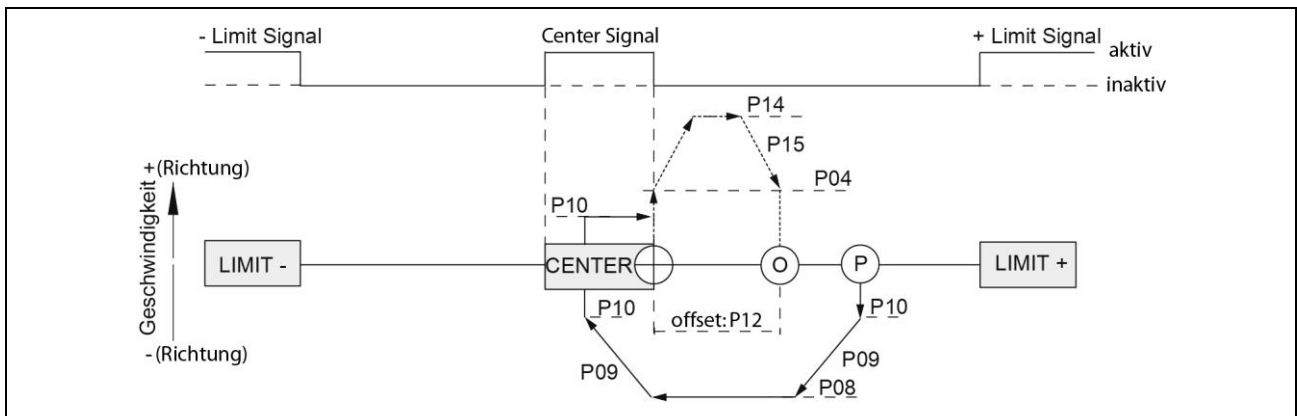 - Limit Signal
Center Signal
+ Limit Signal
aktiv
inaktiv
P14
P15
P04
+(Richtung)
Geschwindigkeit
-(Richtung)
P10
LIMIT -
CENTER
O
P
LIMIT +
P10
offset:P12
P10
P09
P09
P08